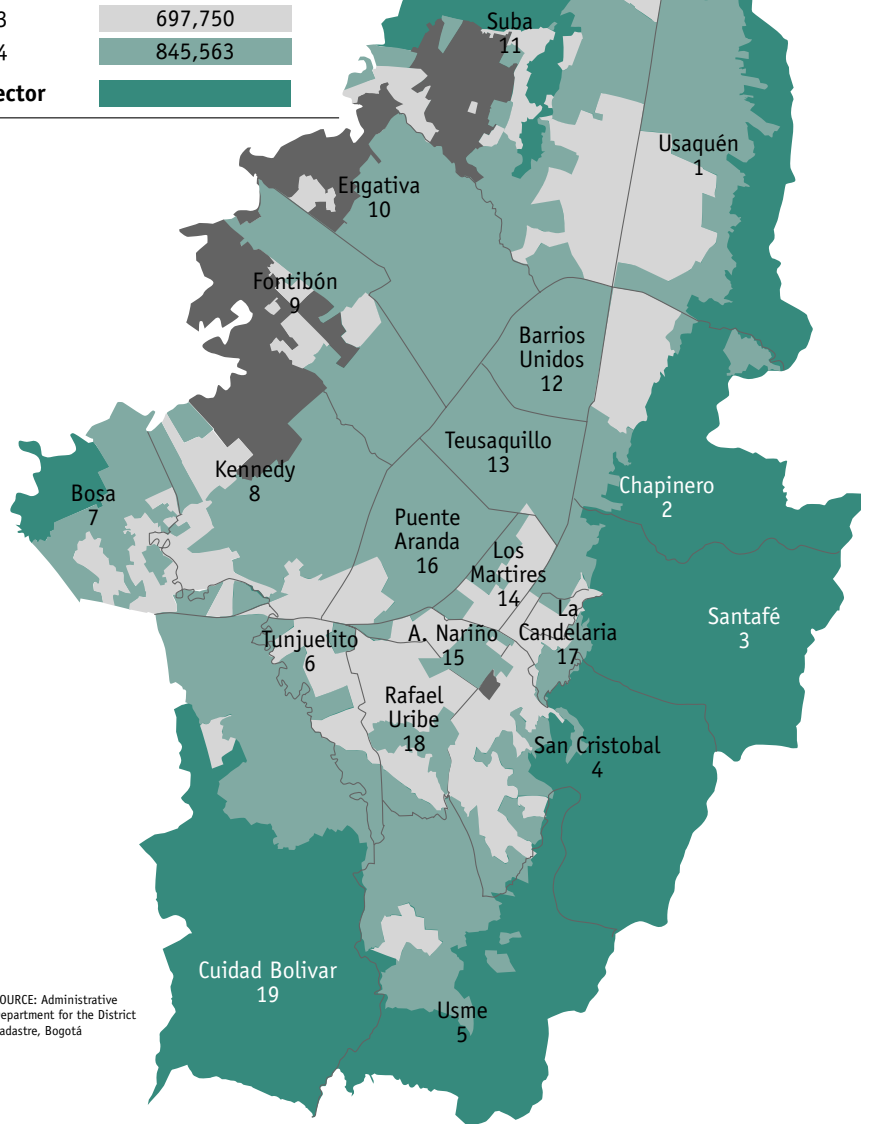 3 697,750
4 845,563
ector
Suba
11
Usaquén
1
Engativa
10
Fontibón
9
Barrios
Unidos
12
Teusaquillo
13
Kennedy
8
Bosa
7
Chapinero
2
Puente
Aranda
16
Los
Martires
14
La
Candelaria
17
Santafé
3
Tunjuelito
6
A. Nariño
15
Rafael
Uribe
18
San Cristobal
4
Cuidad Bolivar
19
Usme
5
OURCE: Administrative
epartment for the District
adastre, Bogotá